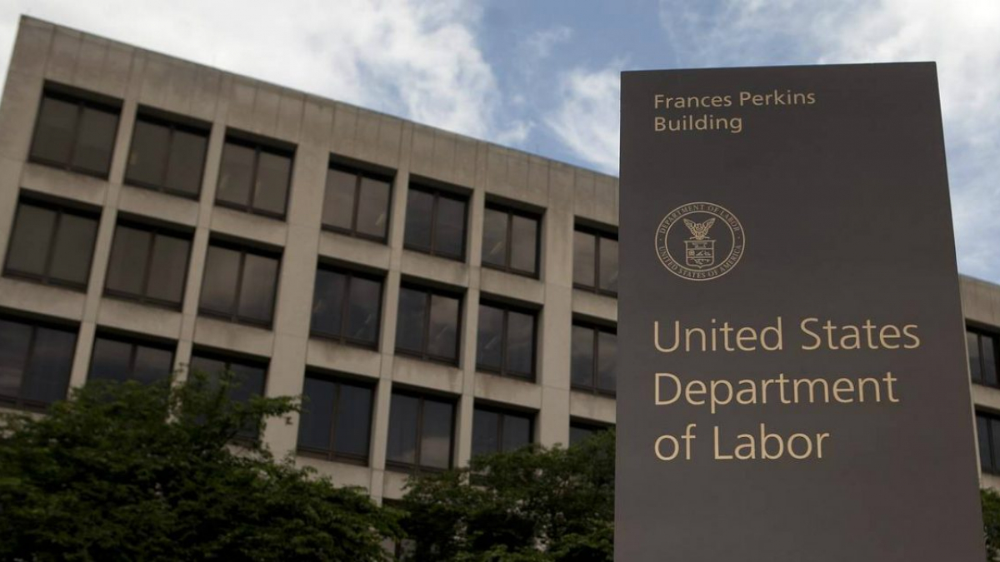 Frances Perkins
Building
DEPARTMENT OF LABOR
UNITED STATES OF AMERICA
United States
Department
of Labor